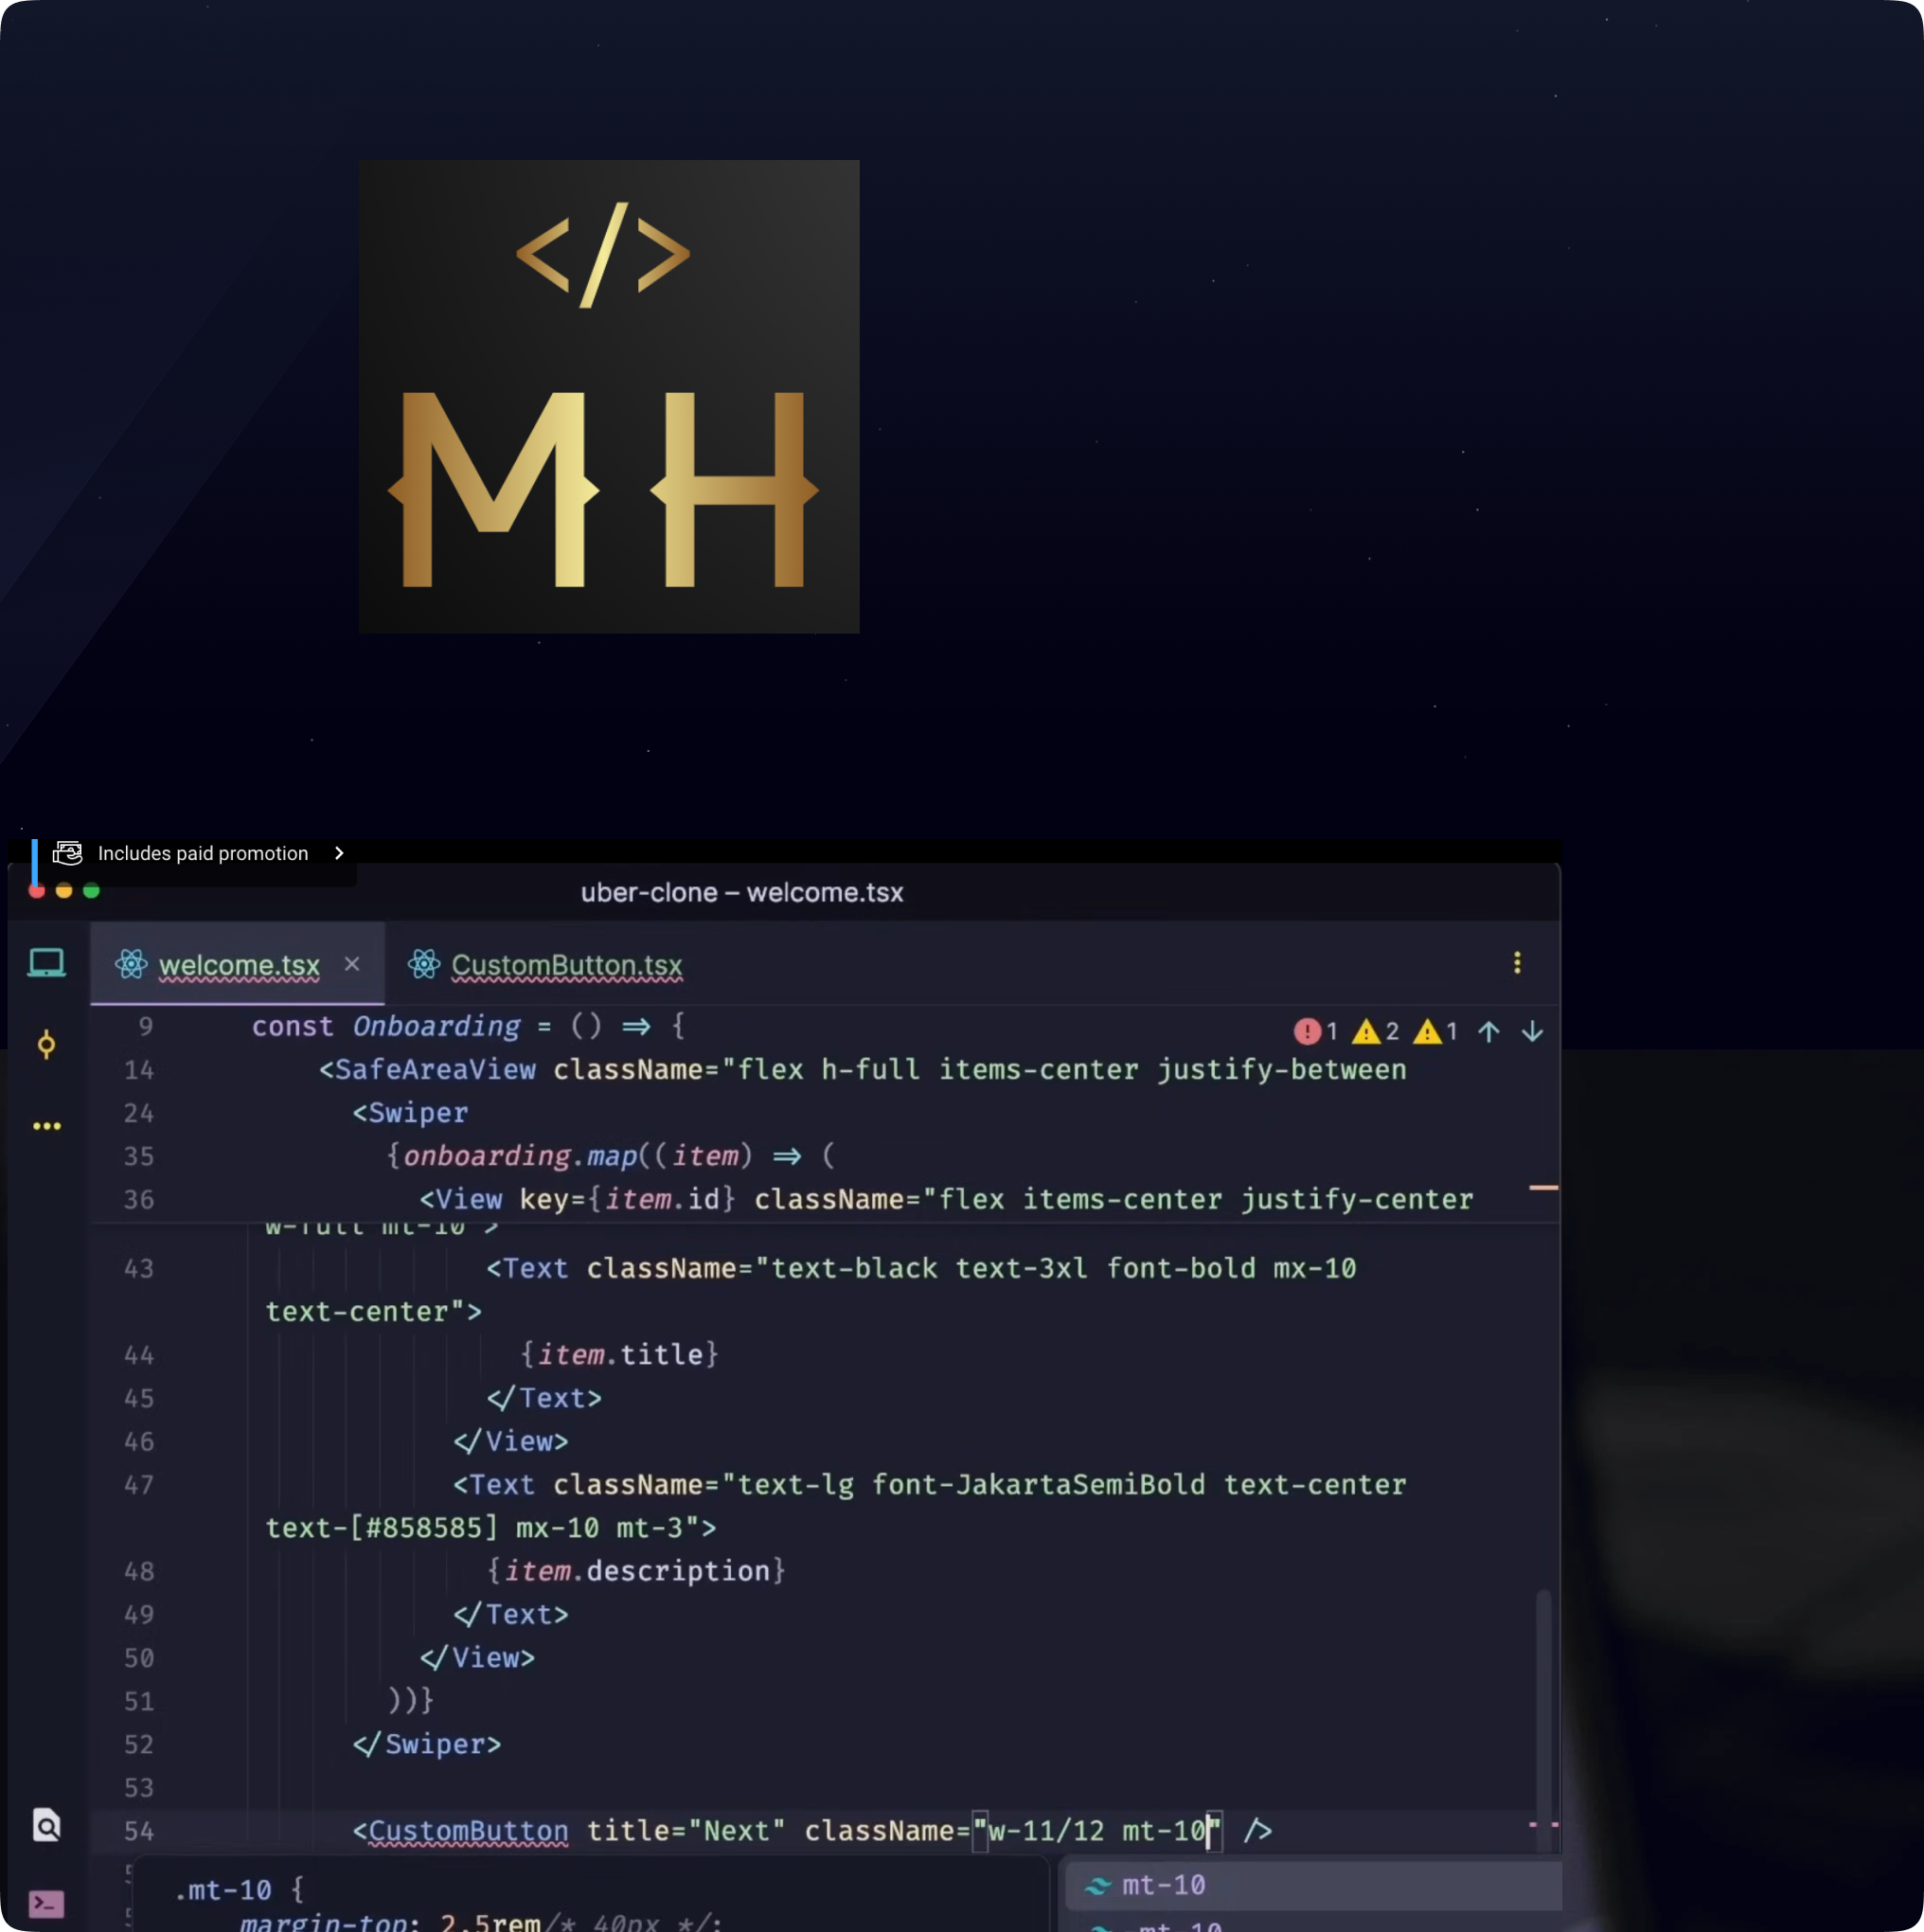 </>
MH
Includes paid promotion
uber-clone – welcome.tsx
welcome.tsx
CustomButton.tsx
9 const Onboarding = () => {
1 2 1
14 <SafeAreaView className="flex h-full items-center justify-between
24 <Swiper
35 {onboarding.map((item) => (
36 <View key={item.id} className="flex items-center justify-center
w-full mt-10">
43 <Text className="text-black text-3xl font-bold mx-10
text-center">
44 {item.title}
45 </Text>
46 </View>
47 <Text className="text-lg font-JakartaSemiBold text-center
text-[#858585] mx-10 mt-3">
48 {item.description}
49 </Text>
50 </View>
51 ))}
52 </Swiper>
53
54 <CustomButton title="Next" className="w-11/12 mt-10" />
.mt-10 {
margin-top: 2.5rem/* 40px */;
mt-10
-mt-10